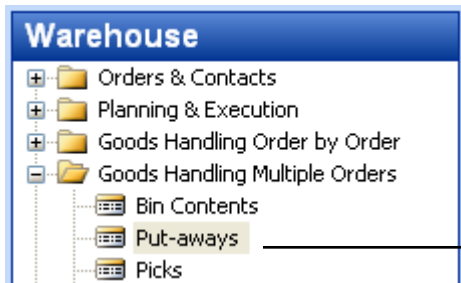 Warehouse
Orders & Contacts
Planning & Execution
Goods Handling Order by Order
Goods Handling Multiple Orders
Bin Contents
Put-aways
Picks